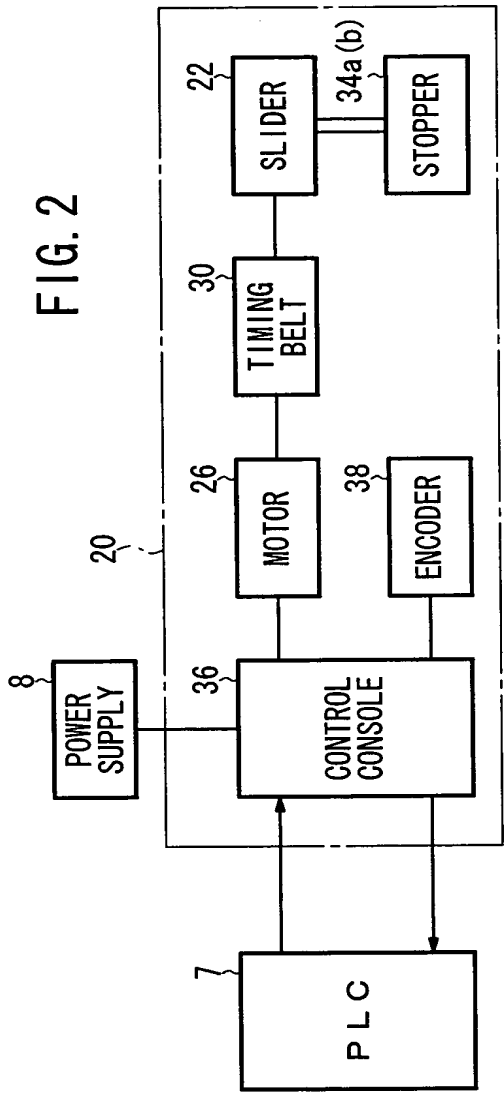 FIG. 2
8
POWER
SUPPLY
20
7
PLC
36
CONTROL
CONSOLE
26
MOTOR
30
TIMING
BELT
22
SLIDER
38
ENCODER
34a(b)
STOPPER